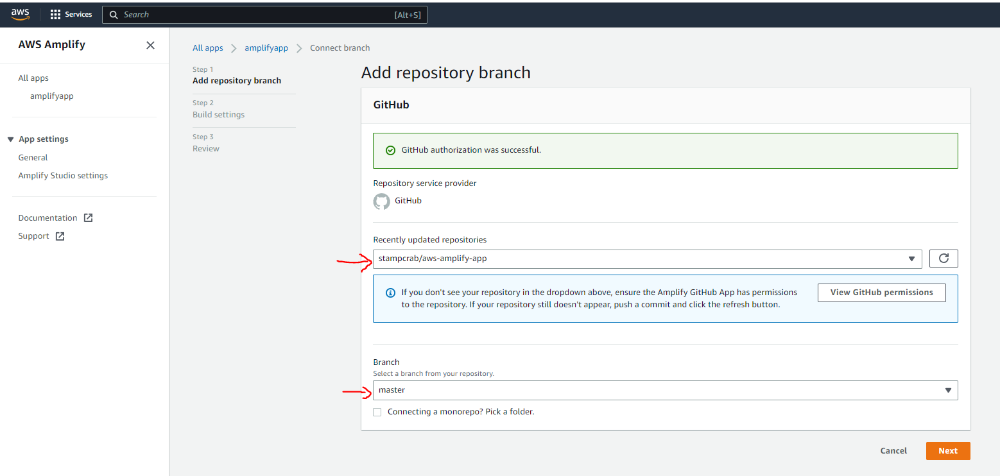 aws
Services
Search
[Alt+S]
AWS Amplify
All apps
amplifyapp
App settings
General
Amplify Studio settings
Documentation
Support
All apps
amplifyapp
Connect branch
Step 1
Add repository branch
Step 2
Build settings
Step 3
Review
Add repository branch
GitHub
GitHub authorization was successful.
Repository service provider
GitHub
Recently updated repositories
stampcrab/aws-amplify-app
If you don't see your repository in the dropdown above, ensure the Amplify GitHub App has permissions
to the repository. If your repository still doesn't appear, push a commit and click the refresh button.
View GitHub permissions
Branch
Select a branch from your repository.
master
Connecting a monorepo? Pick a folder.
Cancel
Next